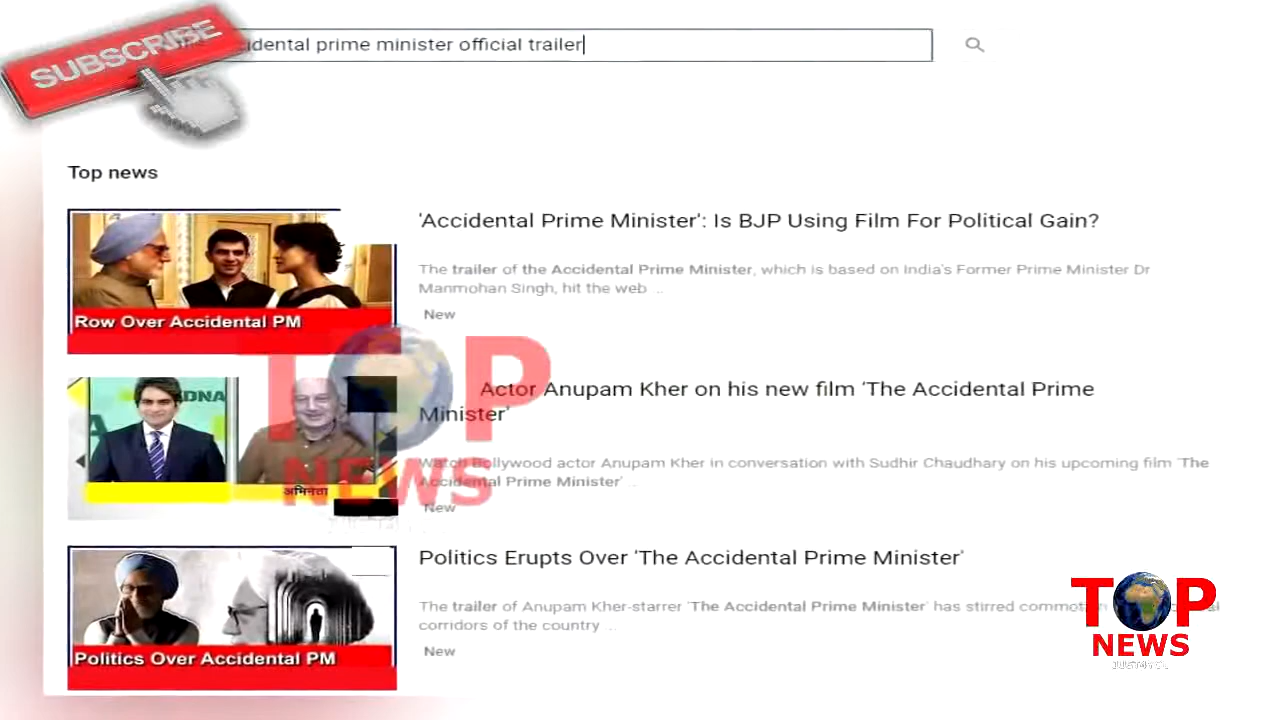 SUBSCRIBE
the accidental prime minister official trailer
Top news
'Accidental Prime Minister': Is BJP Using Film For Political Gain?
The trailer of the Accidental Prime Minister, which is based on India's Former Prime Minister Dr
Manmohan Singh, hit the web ..
New
Row Over Accidental PM
Actor Anupam Kher on his new film 'The Accidental Prime
Minister'
Watch Bollywood actor Anupam Kher in conversation with Sudhir Chaudhary on his upcoming film 'The
Accidental Prime Minister' ..
New
DNA
अभिनेता
TOP
NEWS
Politics Erupts Over 'The Accidental Prime Minister'
The trailer of Anupam Kher-starrer 'The Accidental Prime Minister' has stirred
corridors of the country ..
New
Politics Over Accidental PM
TOP
NEWS